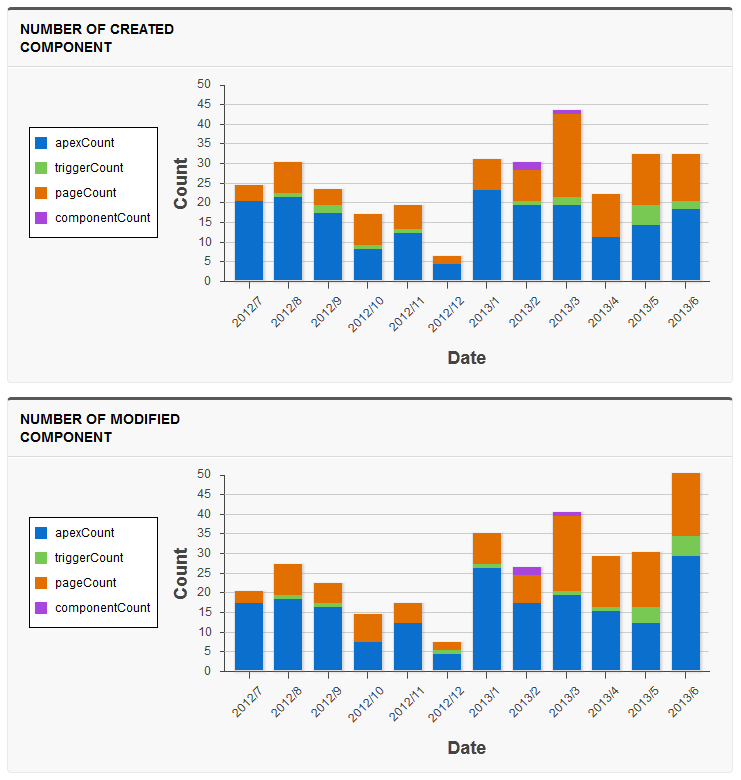 NUMBER OF CREATED
COMPONENT
apexCount
triggerCount
pageCount
componentCount
Count
50
45
40
35
30
25
20
15
10
5
0
2012/7
2012/8
2012/9
2012/10
2012/11
2012/12
2013/1
2013/2
2013/3
2013/4
2013/5
2013/6
Date
NUMBER OF MODIFIED
COMPONENT
apexCount
triggerCount
pageCount
componentCount
Count
50
45
40
35
30
25
20
15
10
5
0
2012/7
2012/8
2012/9
2012/10
2012/11
2012/12
2013/1
2013/2
2013/3
2013/4
2013/5
2013/6
Date